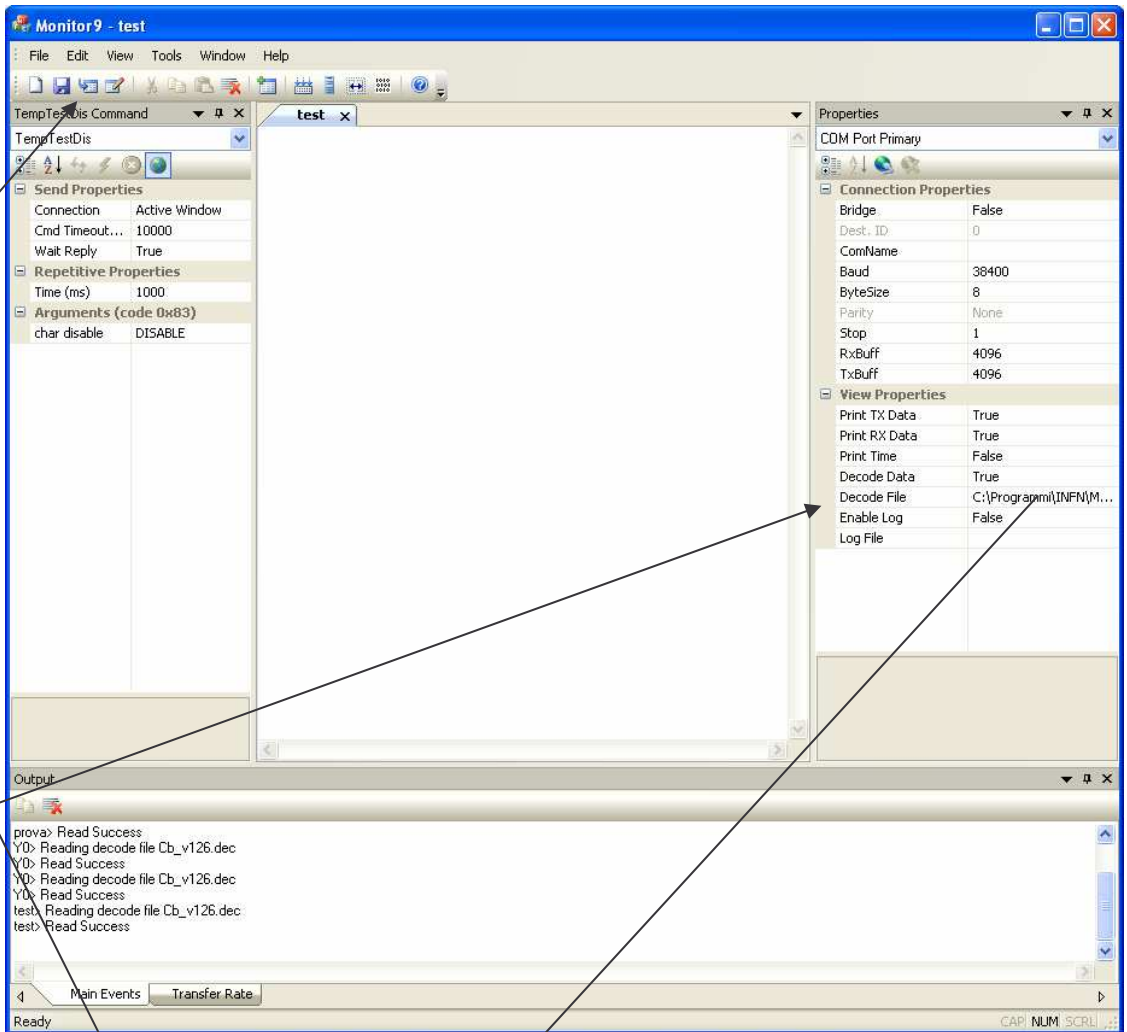 Monitor9 - test
File Edit View Tools Window Help
TempTestDis Command
TempTestDis
Send Properties
Connection Active Window
Cmd Timeout... 10000
Wait Reply True
Repetitive Properties
Time (ms) 1000
Arguments (code 0x83)
char disable DISABLE
test x
Properties
COM Port Primary
Connection Properties
Bridge False
Dest. ID 0
ComName
Baud 38400
ByteSize 8
Parity None
Stop 1
RxBuff 4096
TxBuff 4096
View Properties
Print TX Data True
Print RX Data True
Print Time False
Decode Data True
Decode File C:\Programmi\INFN\M...
Enable Log False
Log File
Output
prova> Read Success
Y0> Reading decode file Cb_v126.dec
Y0> Read Success
Y0> Reading decode file Cb_v126.dec
Y0> Read Success
test> Reading decode file Cb_v126.dec
test> Read Success
Main Events Transfer Rate
Ready CAP NUM SCRL